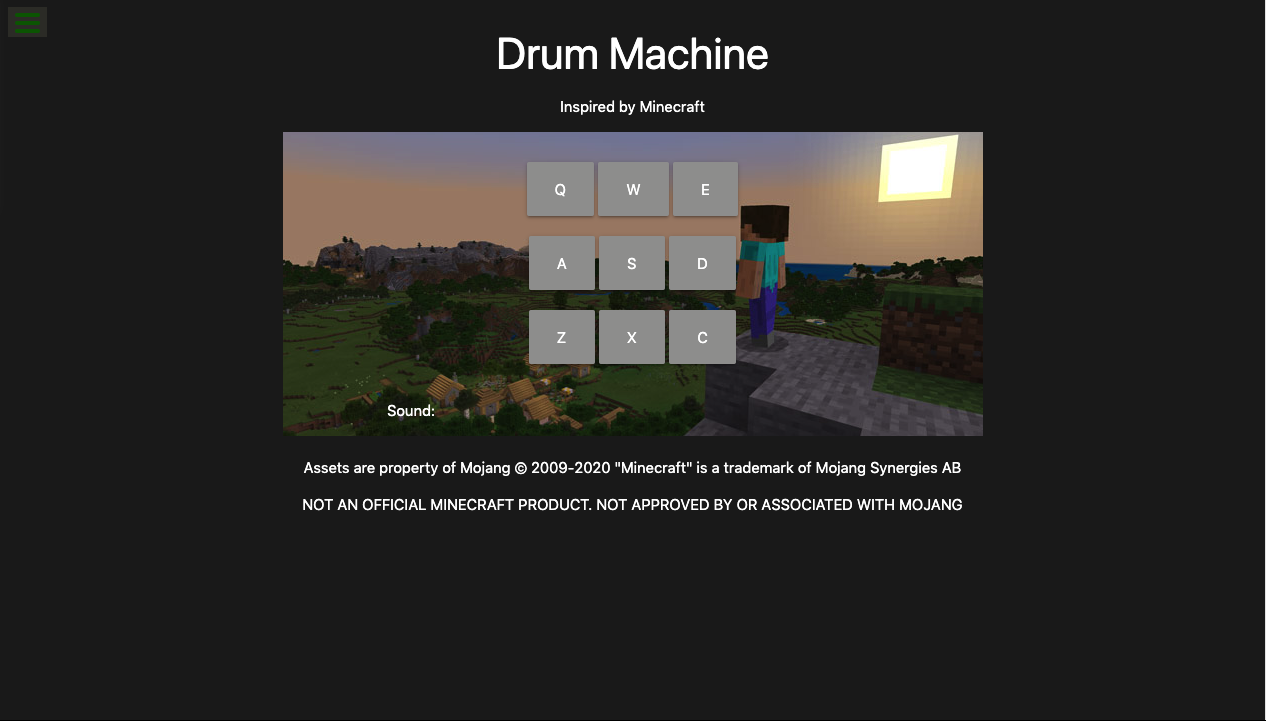 Drum Machine
Inspired by Minecraft
Q W E
A S D
Z X C
Sound:
Assets are property of Mojang © 2009-2020 "Minecraft" is a trademark of Mojang Synergies AB
NOT AN OFFICIAL MINECRAFT PRODUCT. NOT APPROVED BY OR ASSOCIATED WITH MOJANG